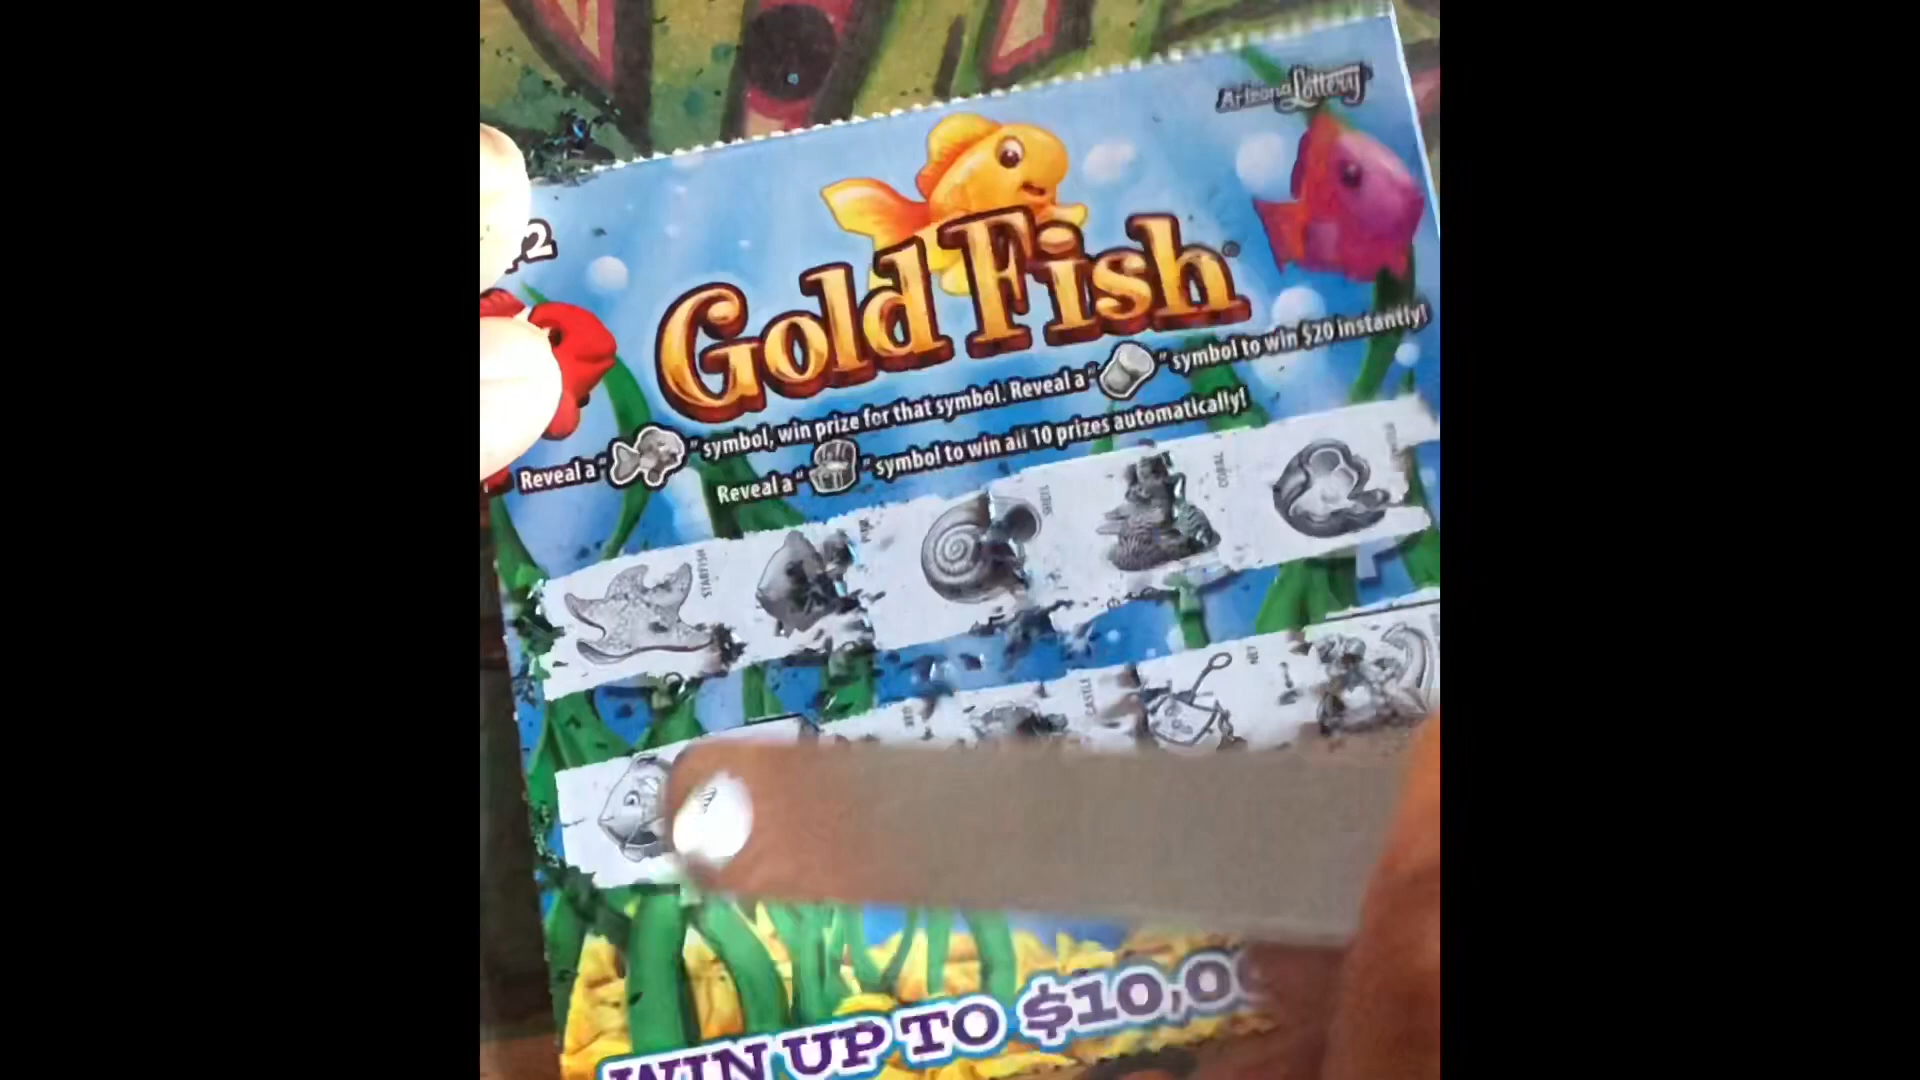 Arizona Lottery
$2
Gold Fish®
Reveal a " " symbol, win prize for that symbol. Reveal a " " symbol to win $20 instantly!
Reveal a " " symbol to win all 10 prizes automatically!
STARFISH
CORAL
CASTLE
NET
WIN UP TO $10,0